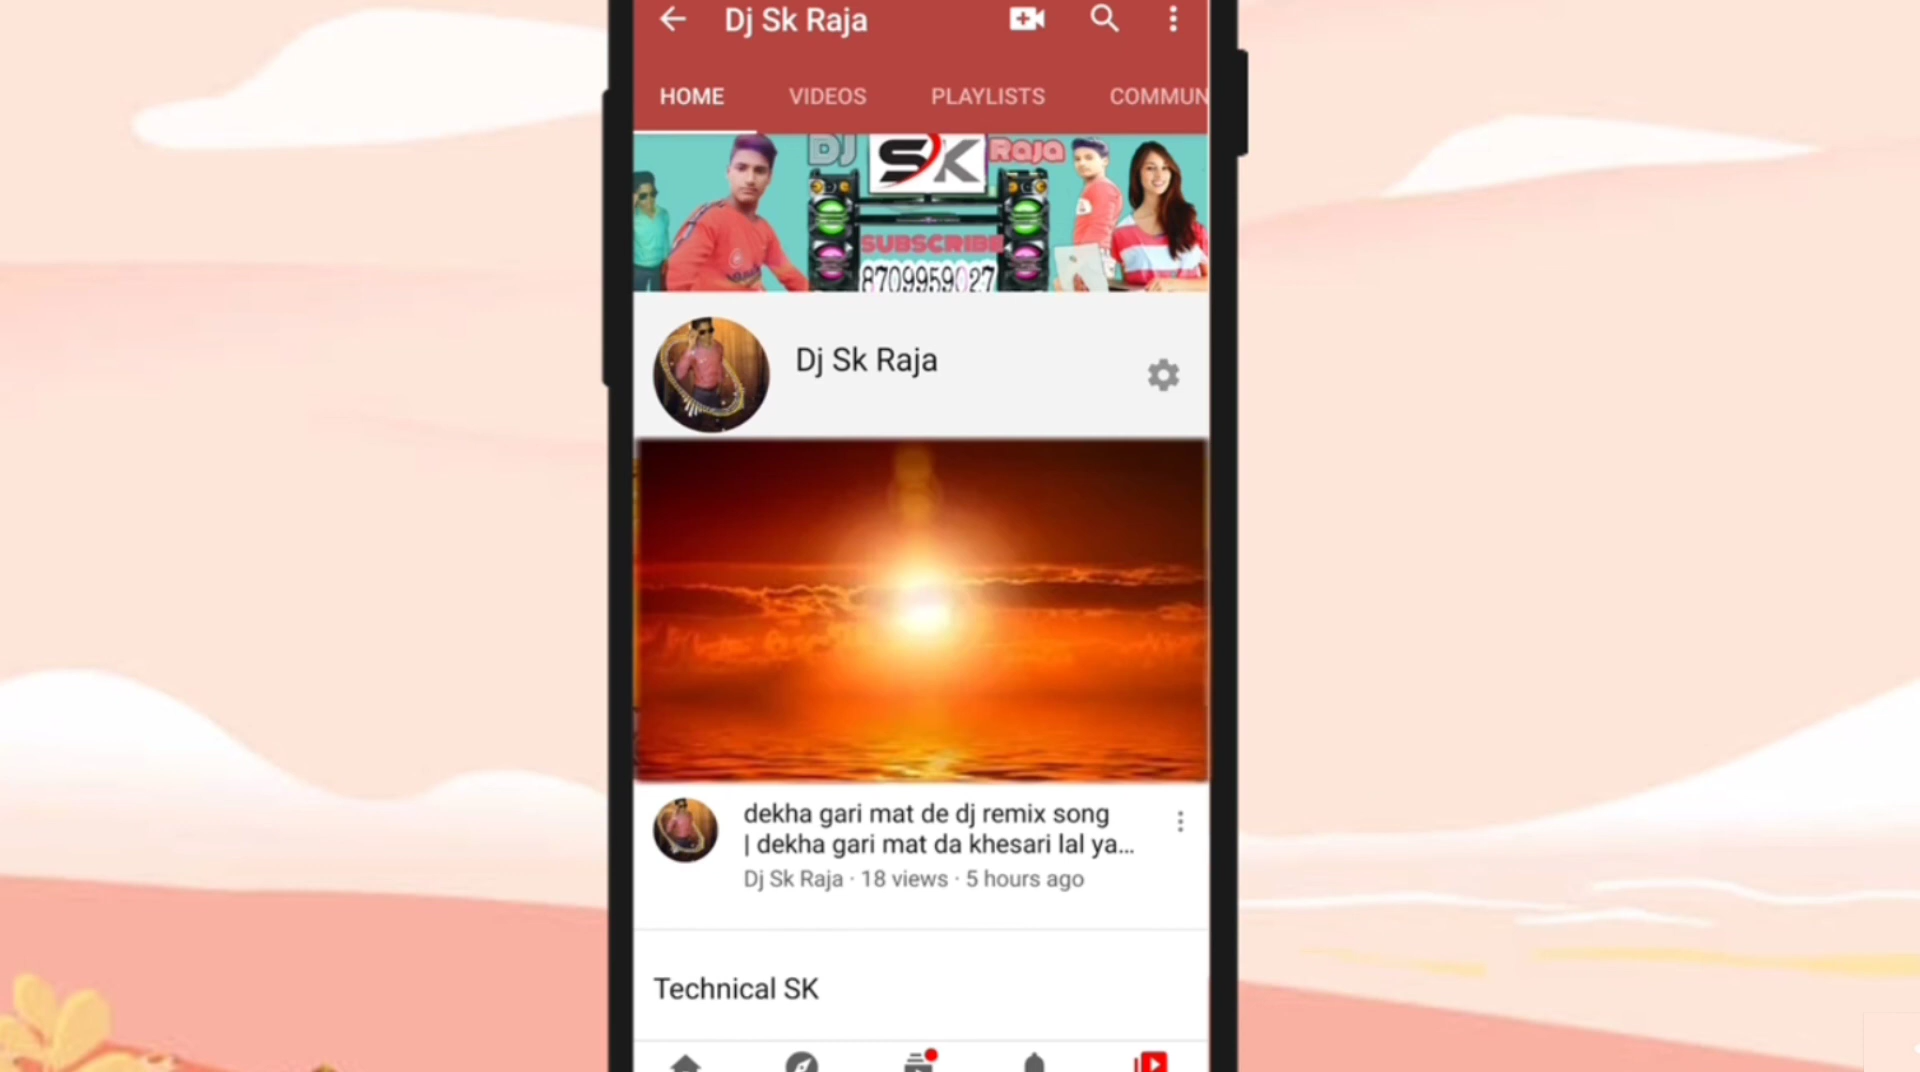 Dj Sk Raja
HOME VIDEOS PLAYLISTS COMMUN
DJ SK Raja
SUBSCRIBE
8709959027
Dj Sk Raja
dekha gari mat de dj remix song
| dekha gari mat da khesari lal ya...
Dj Sk Raja · 18 views · 5 hours ago
Technical SK